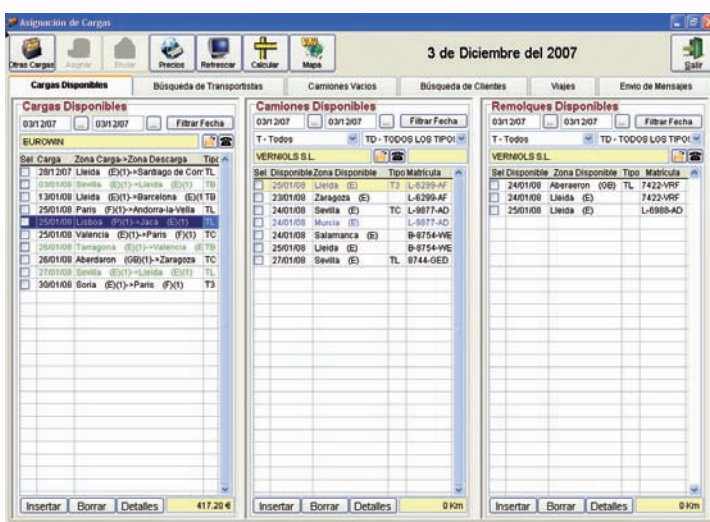 Asignación de Cargas
Otras Cargas Asignar Enviar Precios Refrescar Calcular Mapa 3 de Diciembre del 2007 Salir
Cargas Disponibles Búsqueda de Transportistas Camiones Vacios Búsqueda de Clientes Viajes Envio de Mensajes
Cargas Disponibles
03/12/07 ... 03/12/07 ... Filtrar Fecha
EUROWIN
Sel Carga Zona Carga->Zona Descarga Tipo
28/12/07 Lleida (E)(1)->Santiago de Com TL
03/01/08 Sevilla (E)(1)->Lleida (E)(1) TB
13/01/08 Lleida (E)(1)->Barcelona (E)(1 TB
25/01/08 Paris (F)(1)->Andorra-la-Vella TL
25/01/08 Lisboa (P)(1)->Jaca (E)(1) TL
25/01/08 Valencia (E)(1)->Paris (F)(1) TC
26/01/08 Tarragona (E)(1)->Valencia (E TB
26/01/08 Aberdaron (GB)(1)->Zaragoza TC
27/01/08 Sevilla (E)(1)->Lleida (E)(1) TL
30/01/08 Soria (E)(1)->Paris (F)(1) T3
Insertar Borrar Detalles 417.20 €
Camiones Disponibles
03/12/07 ... 03/12/07 ... Filtrar Fecha
T - Todos TD - TODOS LOS TIPO
VERNIOLS S.L.
Sel Disponible Zona Disponible Tipo Matricula
25/01/08 Lleida (E) T3 L-6299-AF
23/01/08 Zaragoza (E) L-6299-AF
24/01/08 Sevilla (E) TC L-9877-AD
24/01/08 Murcia (E) L-9877-AD
24/01/08 Salamanca (E) B-8754-WE
25/01/08 Lleida (E) B-8754-WE
27/01/08 Sevilla (E) TL 8744-GED
Insertar Borrar Detalles 0 Km
Remolques Disponibles
03/12/07 ... 03/12/07 ... Filtrar Fecha
T - Todos TD - TODOS LOS TIPO
VERNIOLS S.L.
Sel Disponible Zona Disponible Tipo Matricula
24/01/08 Aberaeron (GB) TL 7422-VRF
24/01/08 Lleida (E) 7422-VRF
25/01/08 Lleida (E) L-6988-AD
Insertar Borrar Detalles 0 Km